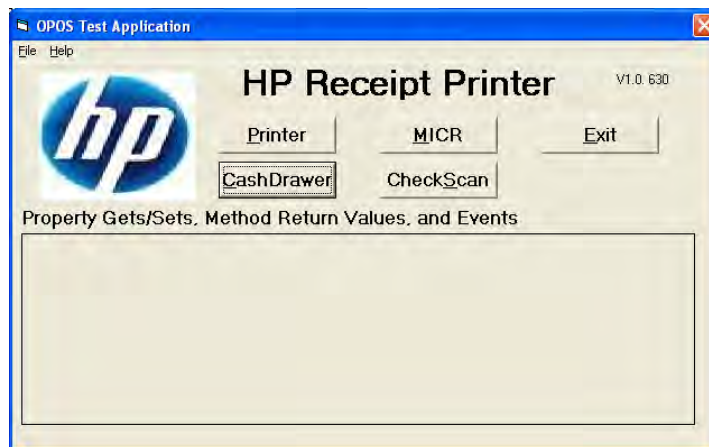 OPOS Test Application
File Help
HP Receipt Printer
V1.0. 630
hp
Printer MICR Exit
CashDrawer CheckScan
Property Gets/Sets, Method Return Values, and Events